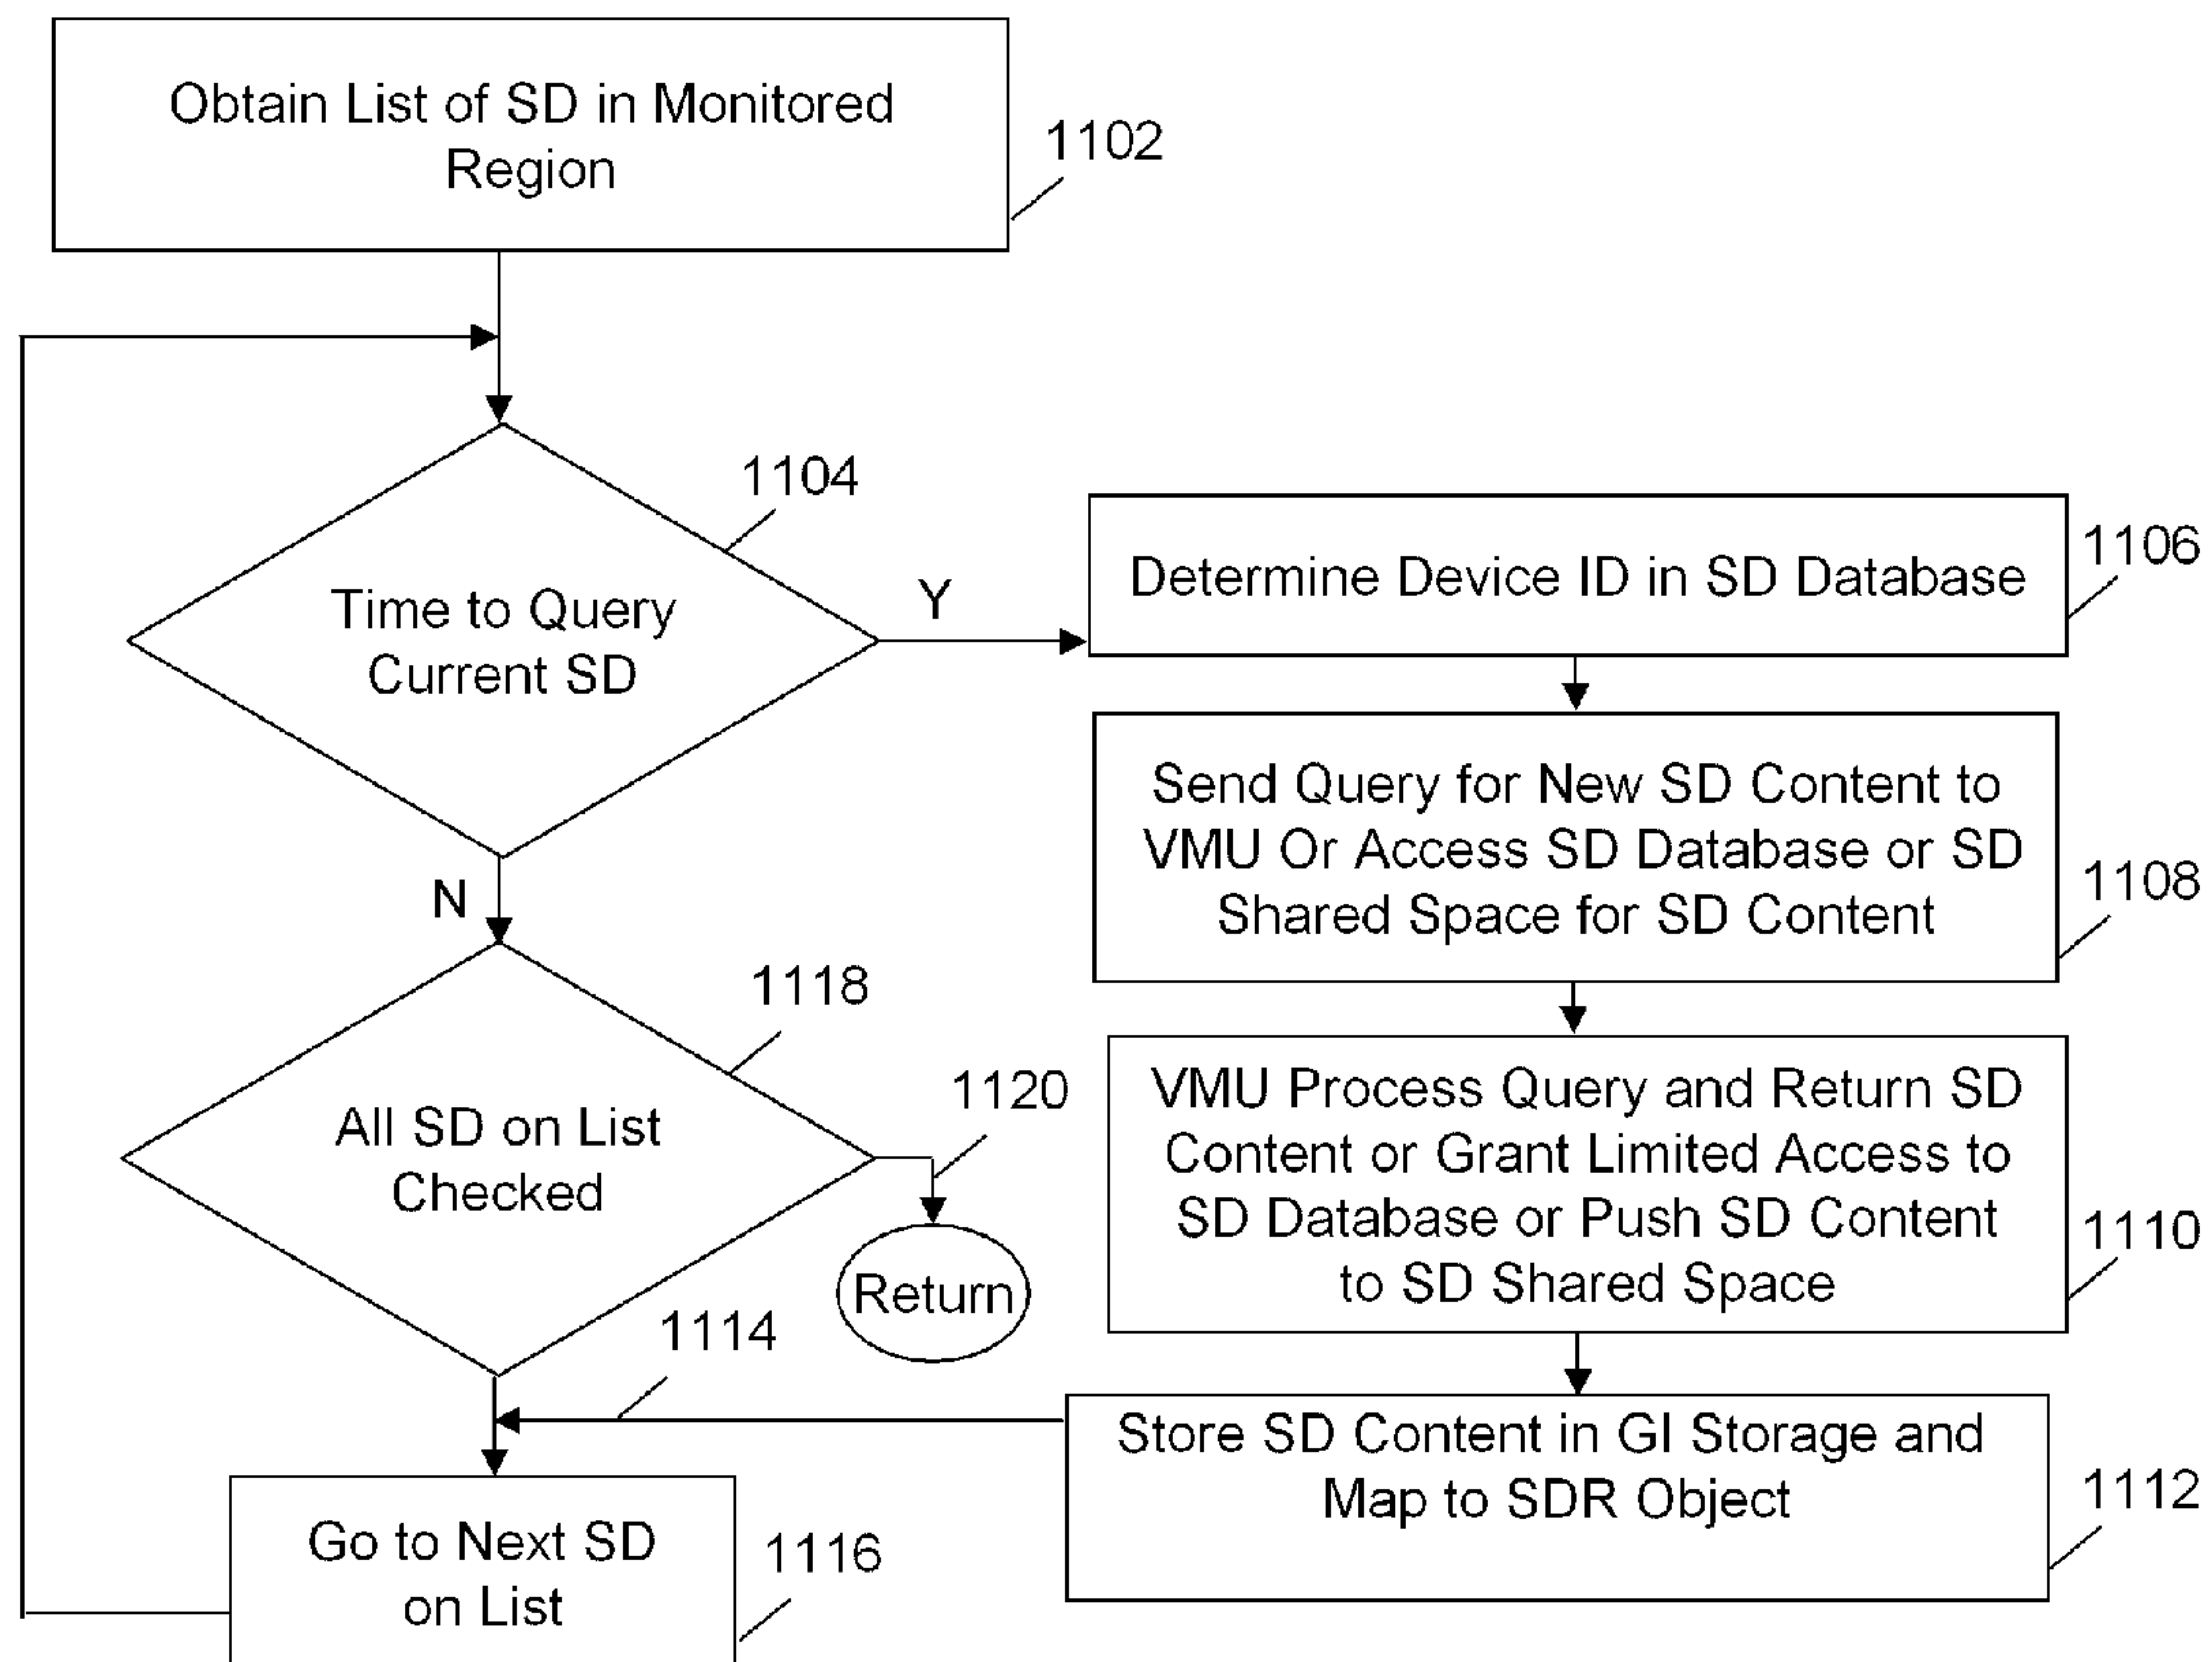 Obtain List of SD in Monitored
Region
1102
1104
Time to Query
Current SD
Y
N
Determine Device ID in SD Database
1106
Send Query for New SD Content to
VMU Or Access SD Database or SD
Shared Space for SD Content
1108
VMU Process Query and Return SD
Content or Grant Limited Access to
SD Database or Push SD Content
to SD Shared Space
1110
Store SD Content in GI Storage and
Map to SDR Object
1112
1118
All SD on List
Checked
1120
Return
1114
Go to Next SD
on List
1116